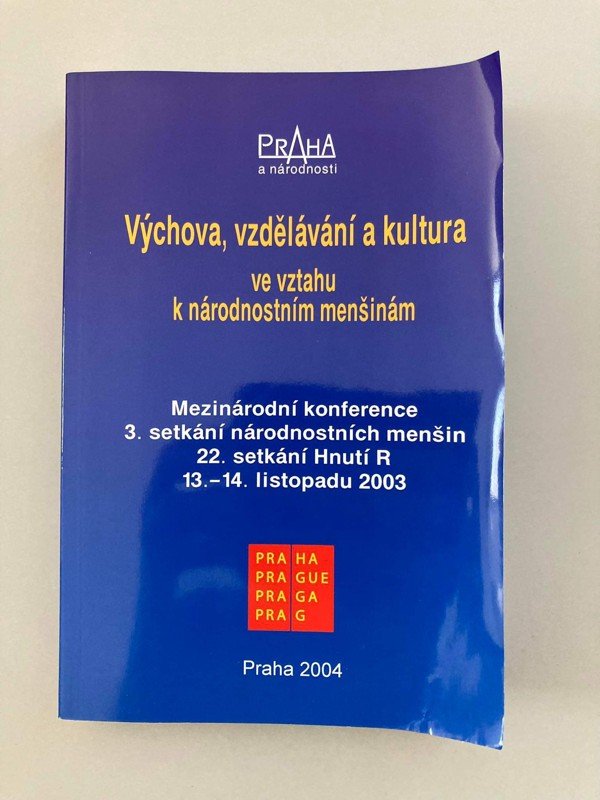 PRAHA
a národnosti
Výchova, vzdělávání a kultura
ve vztahu
k národnostním menšinám
Mezinárodní konference
3. setkání národnostních menšin
22. setkání Hnutí R
13.–14. listopadu 2003
PRAHA
PRAGUE
PRAGA
PRAG
Praha 2004